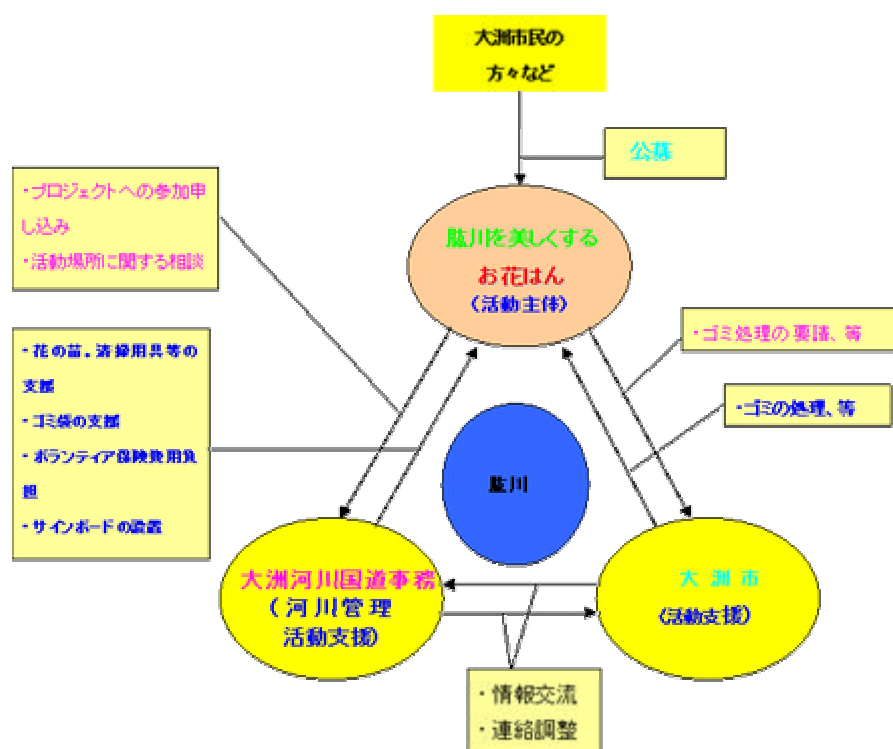 大洲市民の
方々など
公募
・プロジェクトへの参加申
し込み
・活動場所に関する相談
肱川を美しくする
お花はん
(活動主体)
・ゴミ処理の要請、等
・花の苗．清掃用具等の
支援
・ゴミ袋の支援
・ボランティア保険費用負
担
・サインボードの設置
・ゴミの処理、等
肱川
大洲河川国道事務
(河川管理
活動支援)
大洲市
(活動支援)
・情報交流
・連絡調整